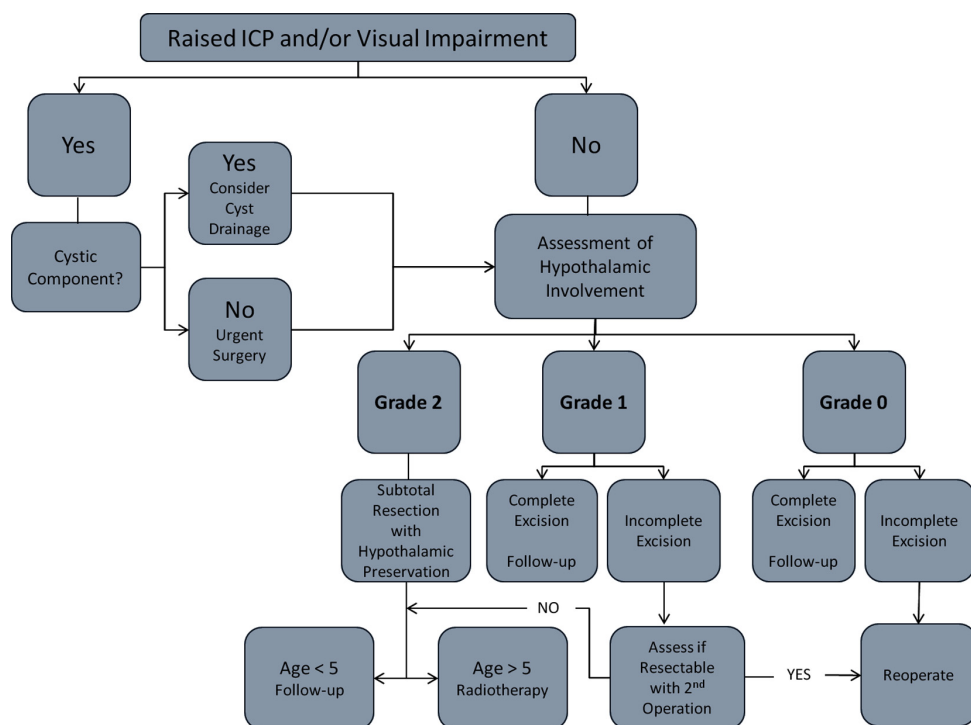 Raised ICP and/or Visual Impairment
Yes
No
Yes
Consider
Cyst
Drainage
Cystic
Component?
No
Urgent
Surgery
Assessment of
Hypothalamic
Involvement
Grade 2
Grade 1
Grade 0
Subtotal
Resection
with
Hypothalamic
Preservation
Complete
Excision
Follow-up
Incomplete
Excision
Complete
Excision
Follow-up
Incomplete
Excision
NO
Age < 5
Follow-up
Age > 5
Radiotherapy
Assess if
Resectable
with 2nd
Operation
YES
Reoperate